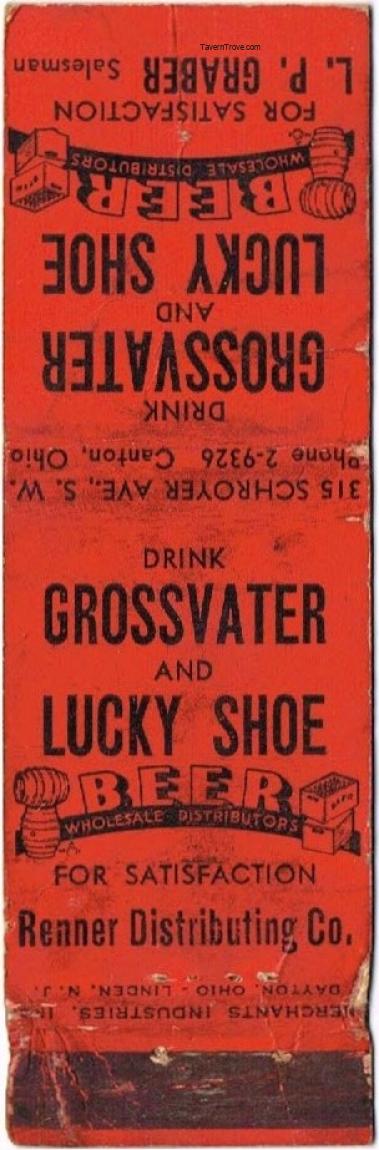 TavernTrove.com
L. P. GRABER Salesman
FOR SATISFACTION
WHOLESALE DISTRIBUTORS
BEER
LUCKY SHOE
AND
GROSSVATER
DRINK
Phone 2-9326 Canton, Ohio
315 SCHROYER AVE., S. W.
DRINK
GROSSVATER
AND
LUCKY SHOE
BEER
WHOLESALE DISTRIBUTORS
FOR SATISFACTION
Renner Distributing Co.
DAYTON, OHIO - LINDEN, N. J.
MERCHANTS INDUSTRIES,